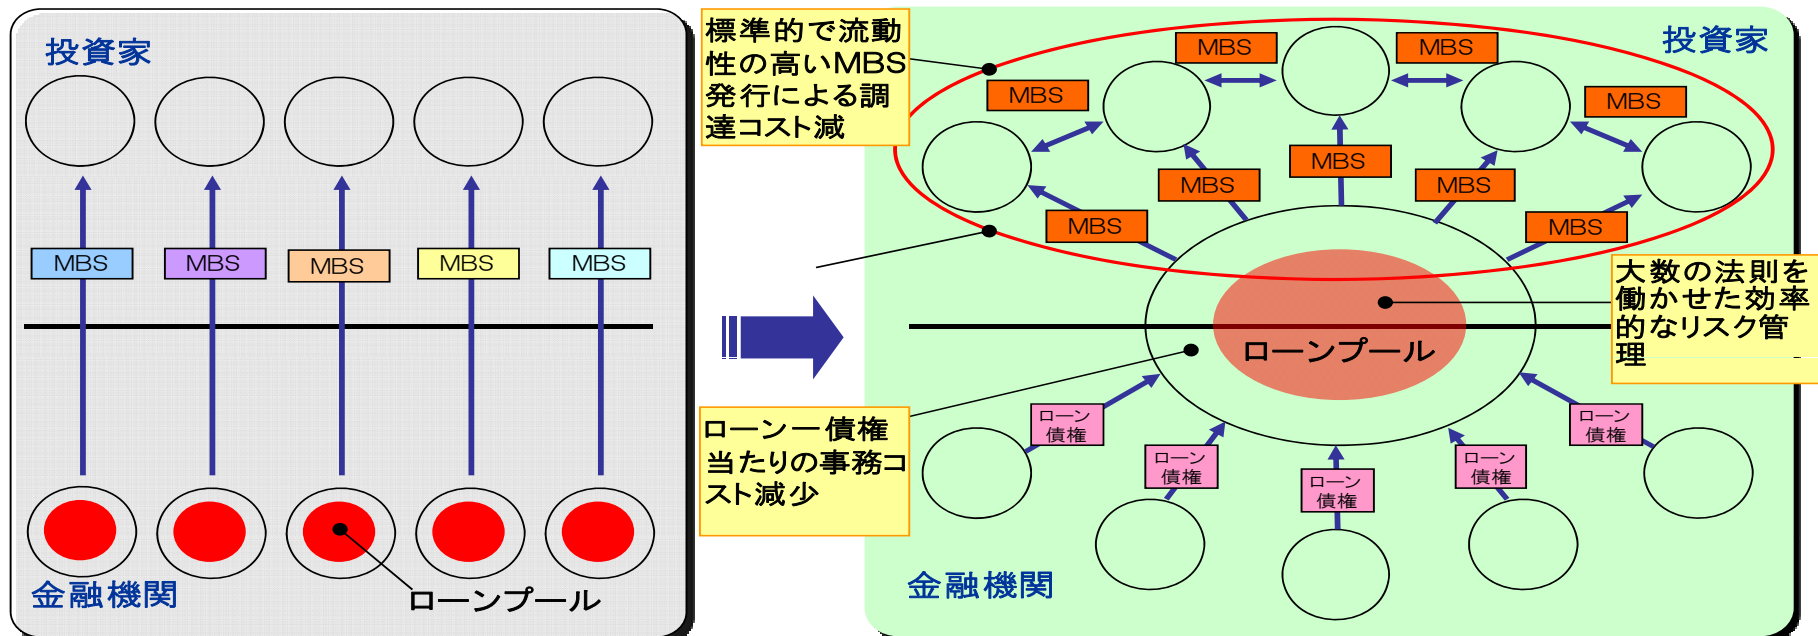 投資家
MBS
MBS
MBS
MBS
MBS
金融機関
ローンプール
標準的で流動
性の高いMBS
発行による調
達コスト減
ローン一債権
当たりの事務コ
スト減少
投資家
MBS
MBS
MBS
MBS
MBS
MBS
MBS
MBS
MBS
大数の法則を
働かせた効率
的なリスク管
理
ローンプール
ローン
債権
ローン
債権
ローン
債権
ローン
債権
ローン
債権
金融機関